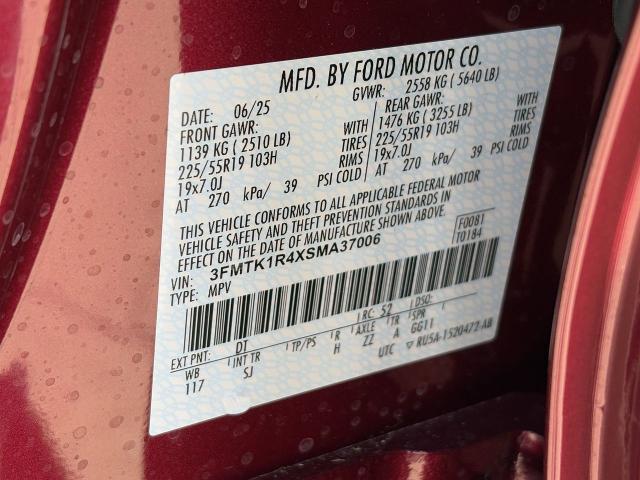 MFD. BY FORD MOTOR CO.
DATE: 06/25 GVWR: 2558 KG ( 5640 LB)
FRONT GAWR: REAR GAWR:
1139 KG ( 2510 LB) WITH 1476 KG ( 3255 LB) WITH
225/55R19 103H TIRES 225/55R19 103H TIRES
19x7.0J RIMS 19x7.0J RIMS
AT 270 kPa/ 39 PSI COLD AT 270 kPa/ 39 PSI COLD
THIS VEHICLE CONFORMS TO ALL APPLICABLE FEDERAL MOTOR
VEHICLE SAFETY AND THEFT PREVENTION STANDARDS IN
EFFECT ON THE DATE OF MANUFACTURE SHOWN ABOVE.
F0081
T0184
VIN: 3FMTK1R4XSMA37006
TYPE: MPV
EXT PNT: DT RC: 52 DSO:
WB INT TR TP/PS R AXLE TR SPR
117 SJ H ZZ A GG11
UTC RU5A-1520472-AB